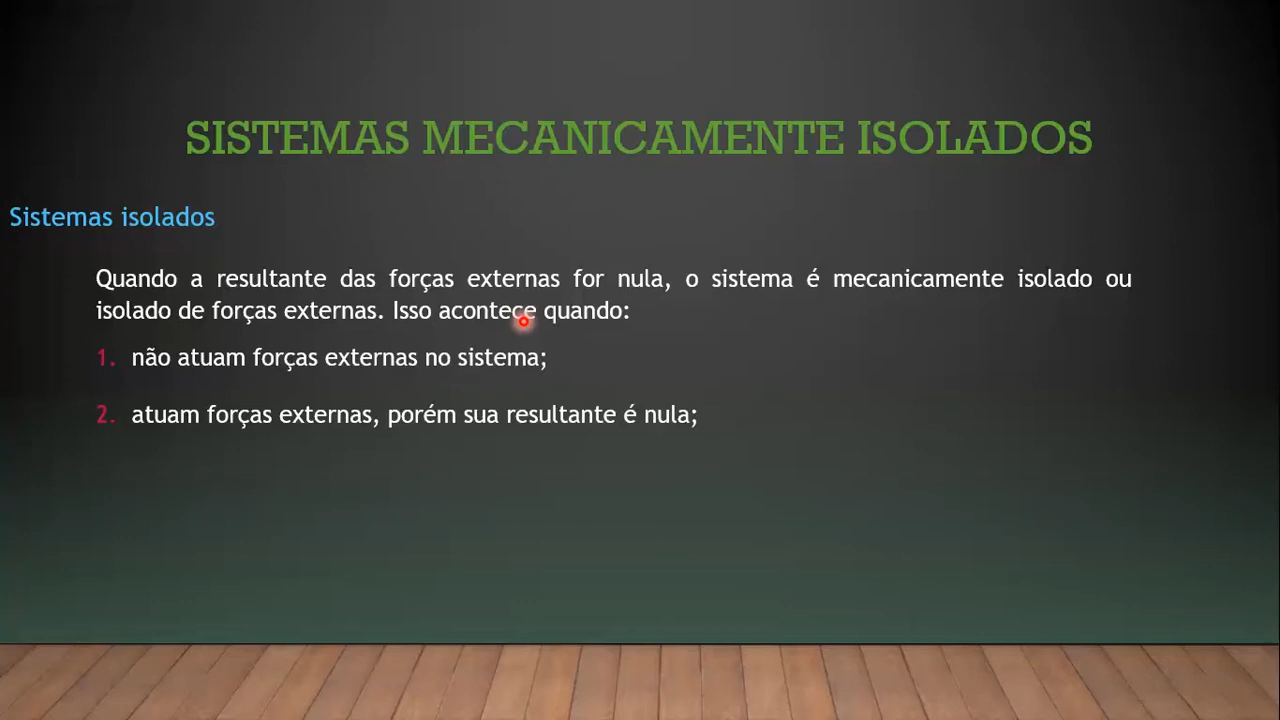 SISTEMAS MECANICAMENTE ISOLADOS
Sistemas isolados
Quando a resultante das forças externas for nula, o sistema é mecanicamente isolado ou
isolado de forças externas. Isso acontece quando:
1. não atuam forças externas no sistema;
2. atuam forças externas, porém sua resultante é nula;